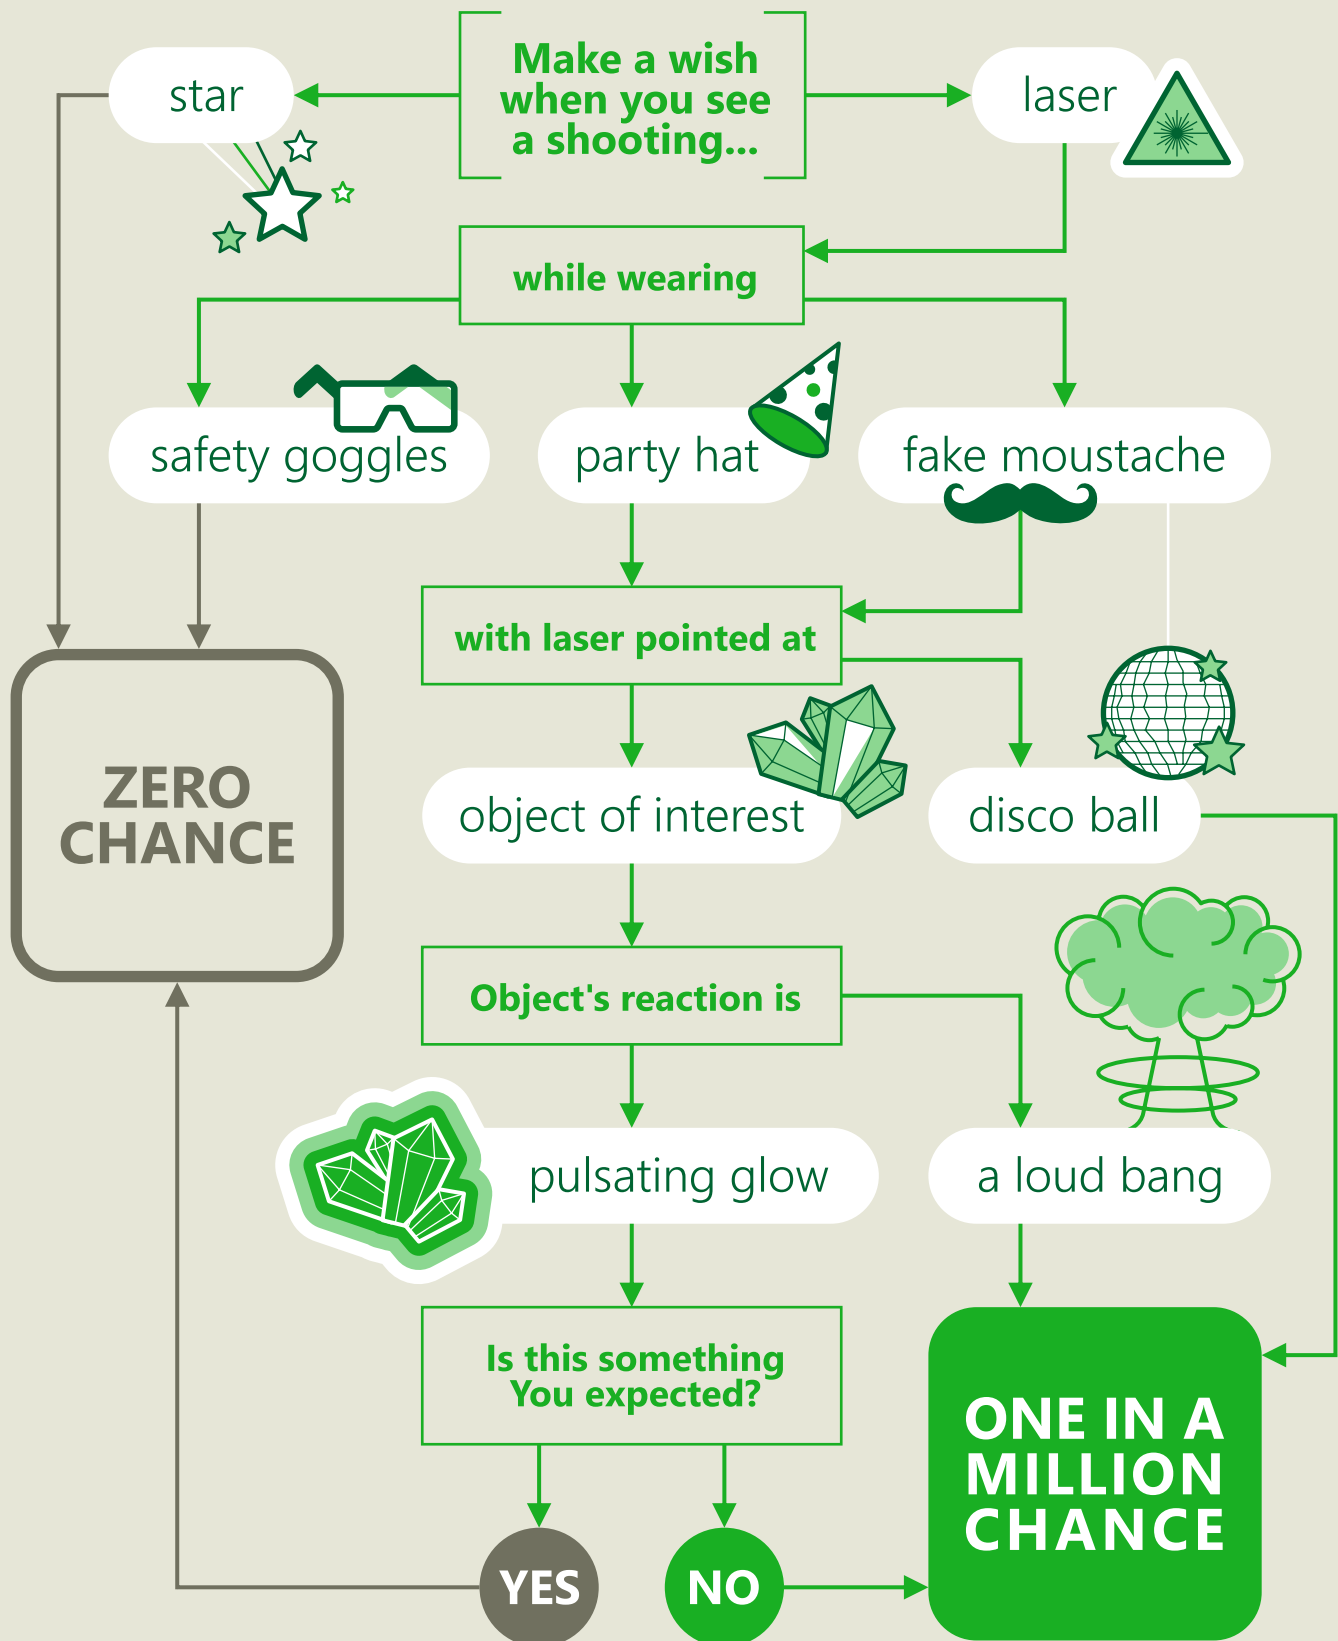 Make a wish
when you see
a shooting...
star
laser
while wearing
safety goggles
party hat
fake moustache
with laser pointed at
object of interest
disco ball
ZERO
CHANCE
Object's reaction is
pulsating glow
a loud bang
Is this something
You expected?
YES
NO
ONE IN A
MILLION
CHANCE